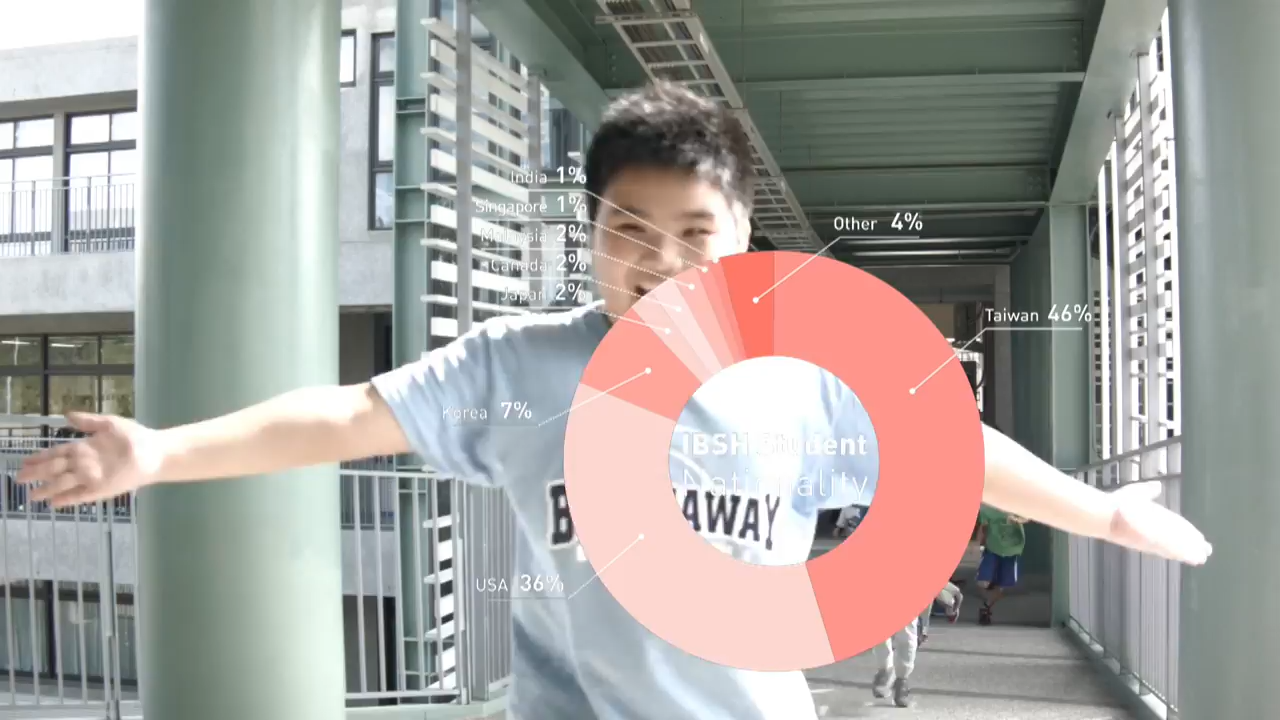 India 1%
Singapore 1%
Malaysia 2%
Canada 2%
Japan 2%
Other 4%
Taiwan 46%
Korea 7%
IBSH Student
Nationality
USA 36%
AWAY